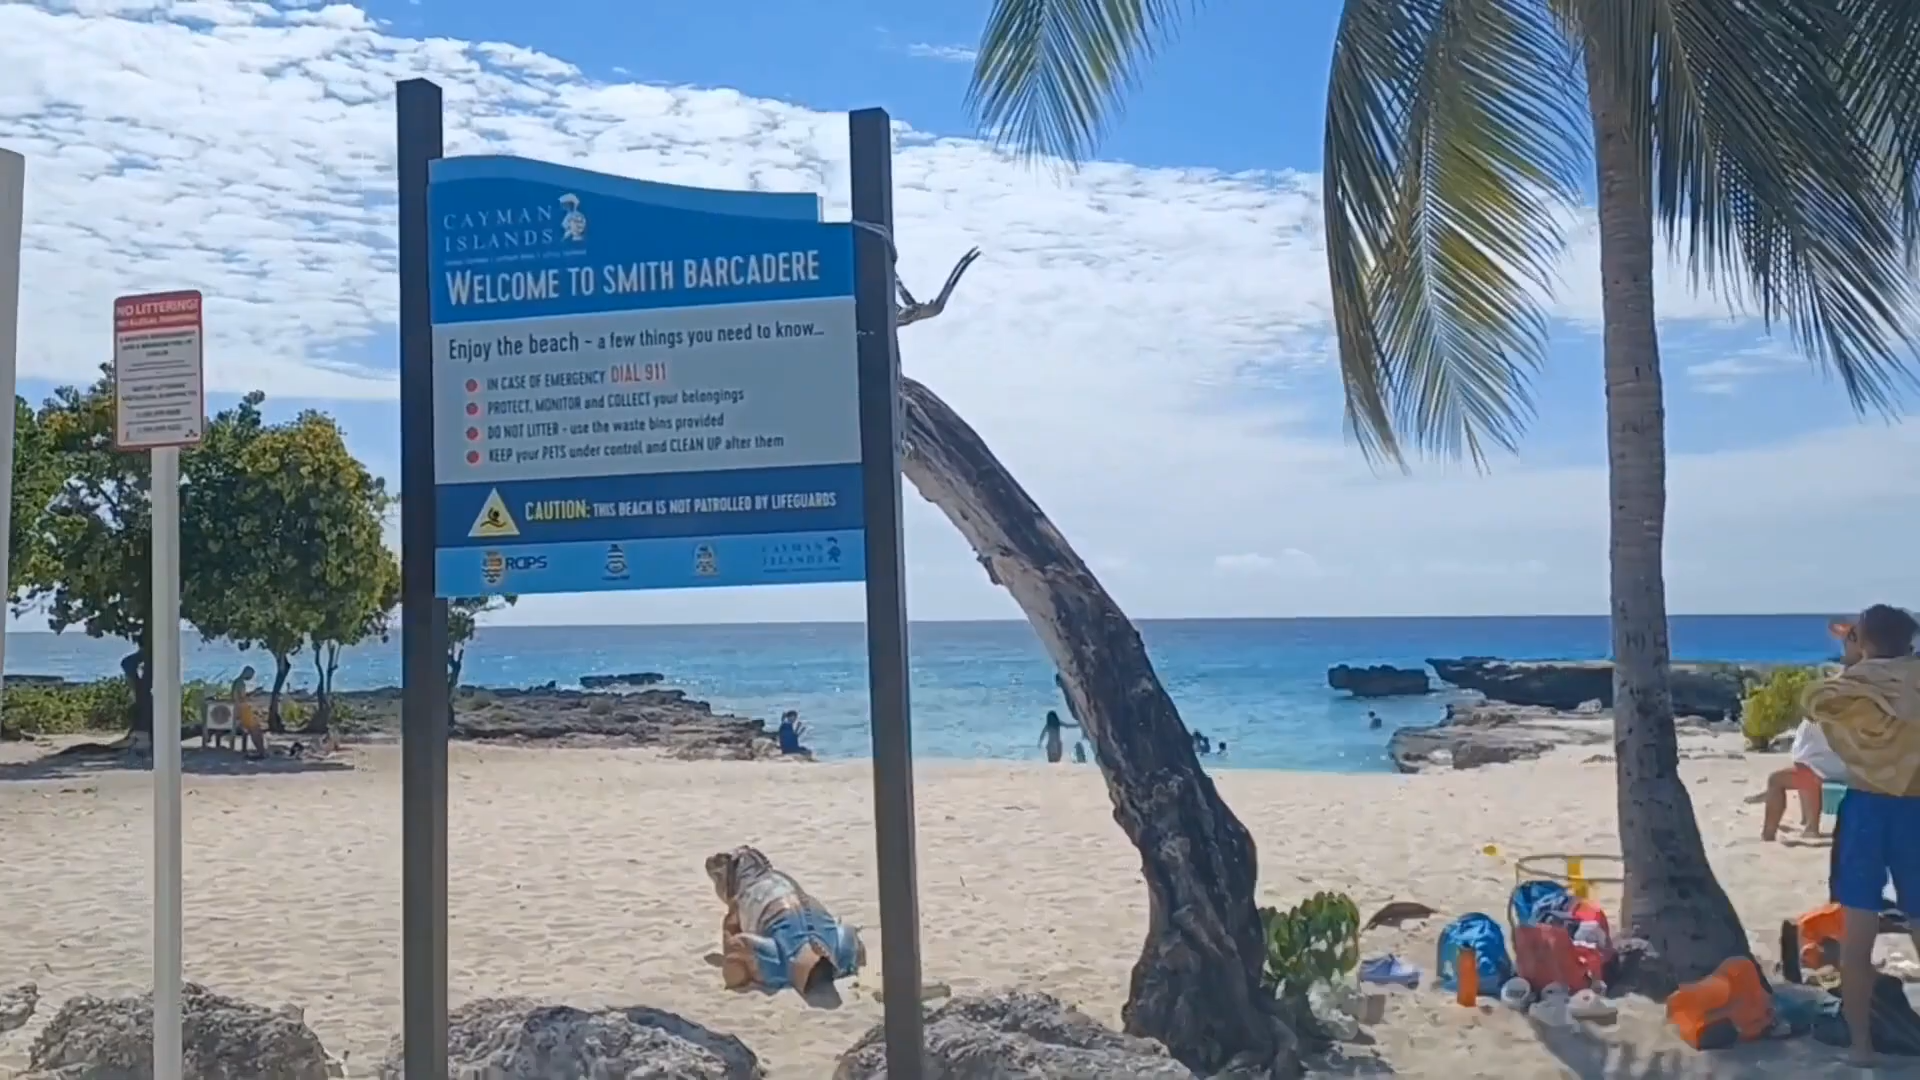 NO LITTERING!
CAYMAN
ISLANDS
WELCOME TO SMITH BARCADERE
Enjoy the beach - a few things you need to know...
IN CASE OF EMERGENCY DIAL 911
PROTECT, MONITOR and COLLECT your belongings
DO NOT LITTER - use the waste bins provided
KEEP your PETS under control and CLEAN UP after them
CAUTION: THIS BEACH IS NOT PATROLLED BY LIFEGUARDS
RCIPS
CAYMAN
ISLANDS